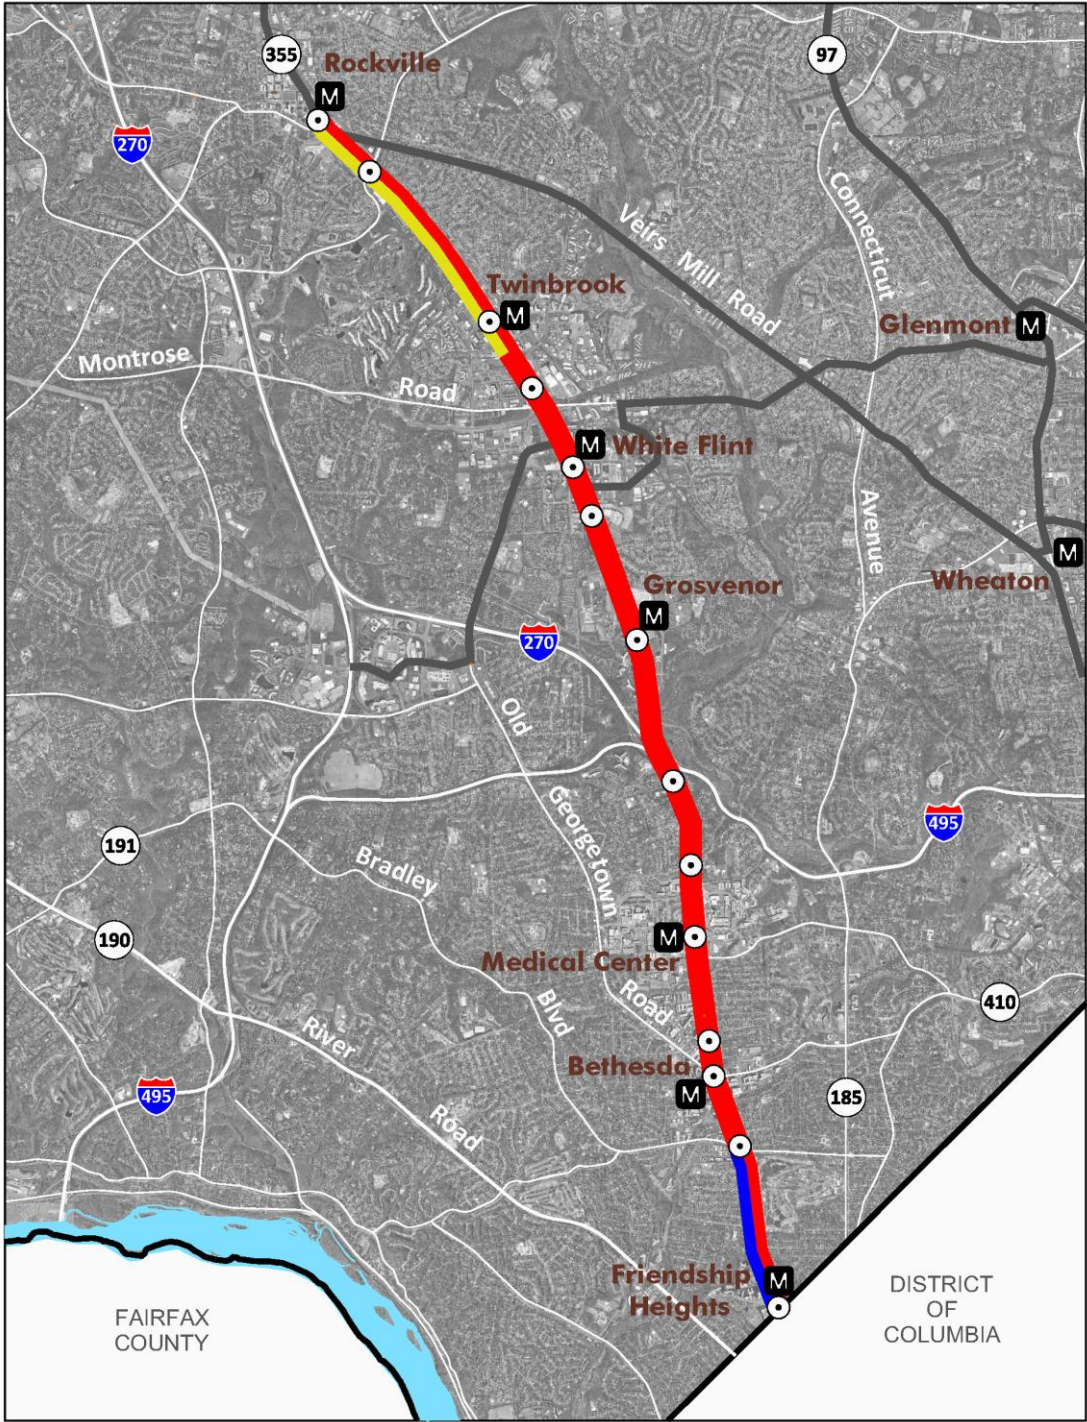 355
Rockville
M
97
270
Connecticut
Veirs Mill Road
Twinbrook
M
Glenmont M
Montrose
Road
M White Flint
Avenue
M
Wheaton
Grosvenor
M
270
Old
Georgetown
495
191
Bradley
190
M
Medical Center
Road
Blvd
410
River
Bethesda
M
495
185
Road
Friendship M
Heights
DISTRICT
OF
COLUMBIA
FAIRFAX
COUNTY